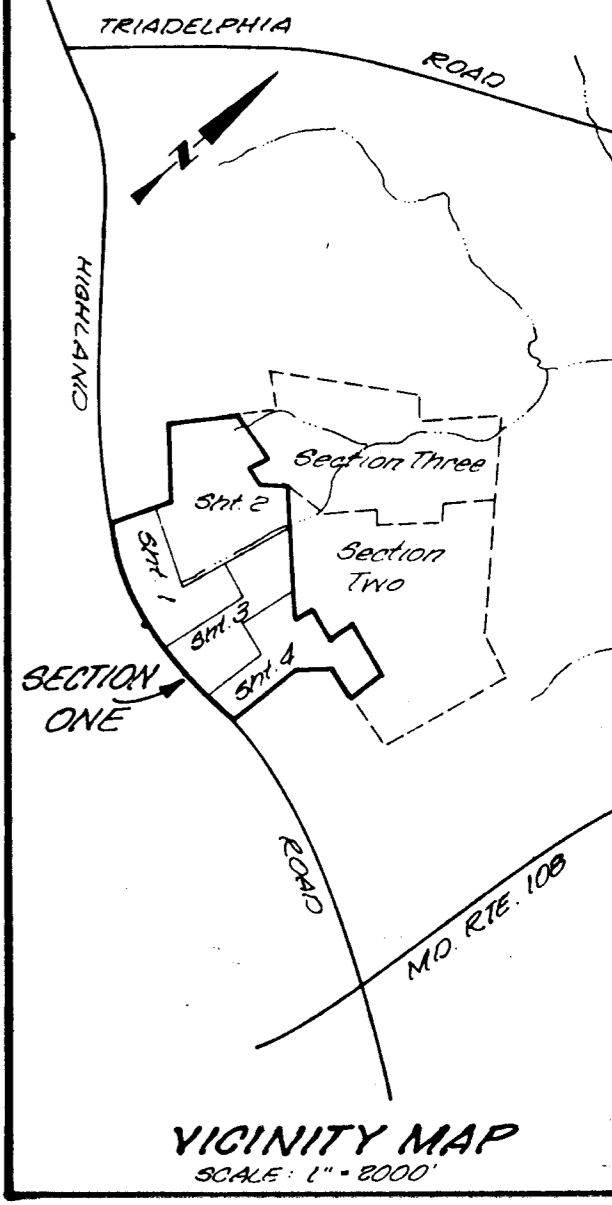 TRIADELPHIA
ROAD
N
HIGHLAND
Section Three
Sht. 2
Section
Two
Sht. 1
Sht. 3
Sht. 4
SECTION
ONE
ROAD
MD. RTE. 108
VICINITY MAP
SCALE: 1" = 2000'